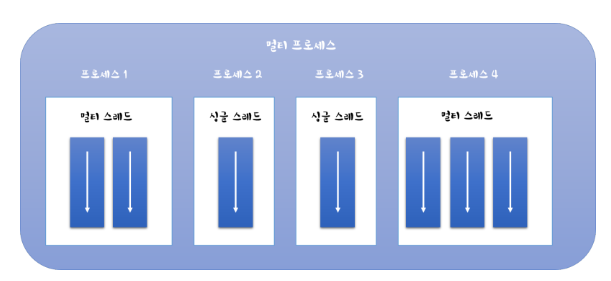 멀티 프로세스
프로세스 1 프로세스 2 프로세스 3 프로세스 4
멀티 스레드 싱글 스레드 싱글 스레드 멀티 스레드